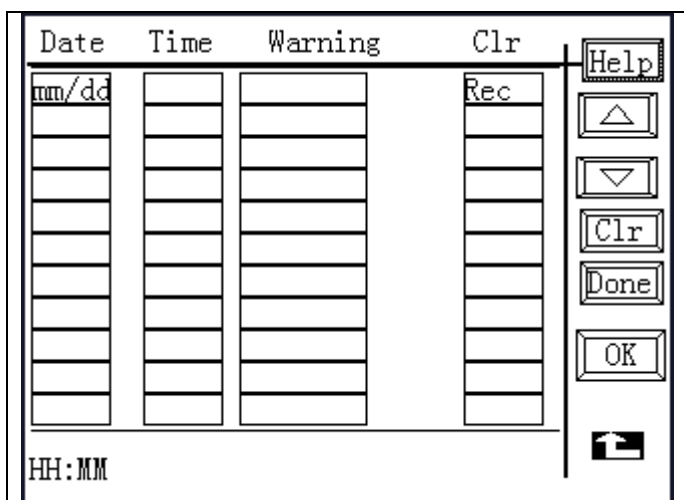 Date Time Warning Clr
Help
mm/dd Rec
Clr
Done
OK
HH:MM